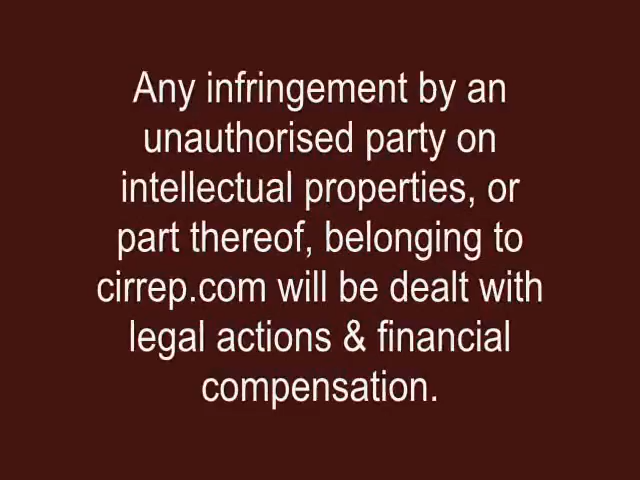 Any infringement by an
unauthorised party on
intellectual properties, or
part thereof, belonging to
cirrep.com will be dealt with
legal actions & financial
compensation.